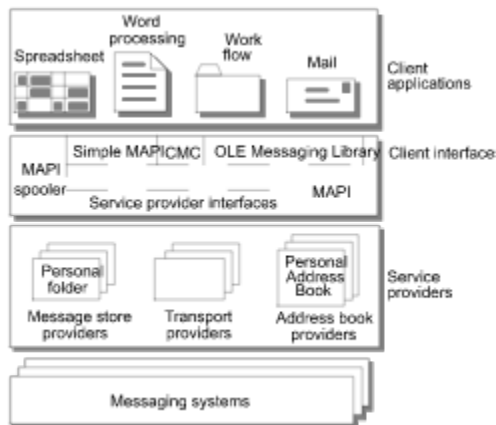 Spreadsheet
Word
processing
Work
flow
Mail
Client
applications
MAPI
spooler
Simple MAPI
CMC
OLE Messaging Library
MAPI
Service provider interfaces
Client interface
Personal
folder
Message store
providers
Transport
providers
Personal
Address
Book
Address book
providers
Service
providers
Messaging systems